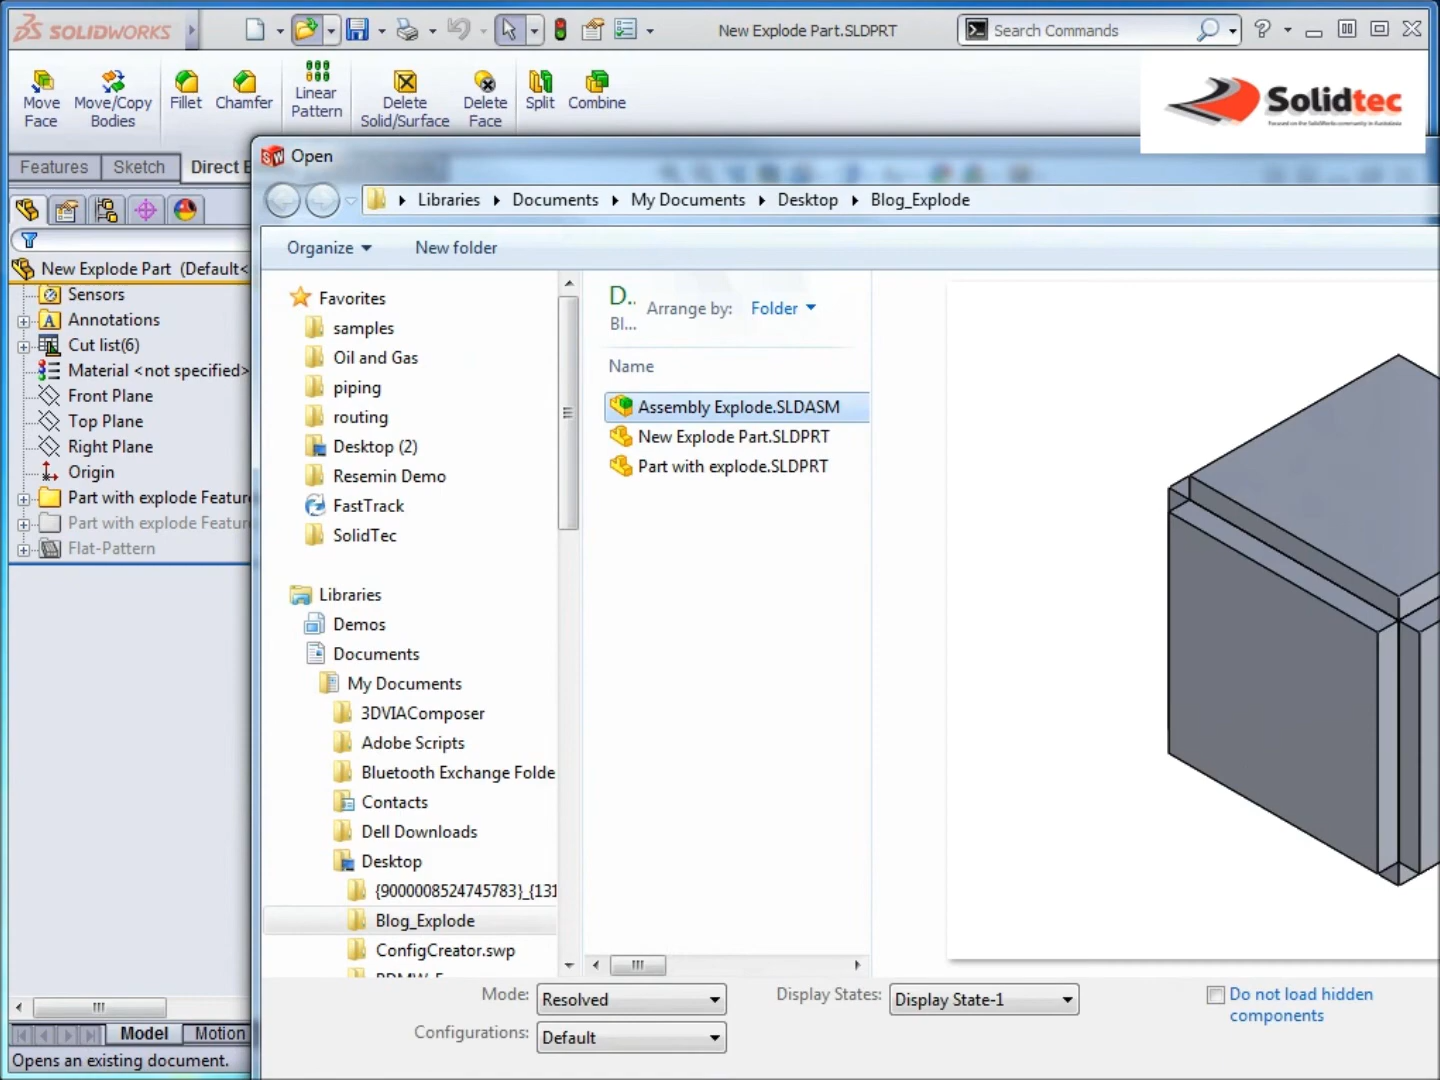 SOLIDWORKS
New Explode Part.SLDPRT
Search Commands
Move Face
Move/Copy Bodies
Fillet
Chamfer
Linear Pattern
Delete Solid/Surface
Delete Face
Split
Combine
Solidtec
Features
Sketch
Direct E
Open
Libraries
Documents
My Documents
Desktop
Blog_Explode
Organize
New folder
New Explode Part (Default<
Sensors
Annotations
Cut list(6)
Material <not specified>
Front Plane
Top Plane
Right Plane
Origin
Part with explode Featur
Part with explode Featur
Flat-Pattern
Favorites
samples
Oil and Gas
piping
routing
Desktop (2)
Resemin Demo
FastTrack
SolidTec
Libraries
Demos
Documents
My Documents
3DVIAComposer
Adobe Scripts
Bluetooth Exchange Folde
Contacts
Dell Downloads
Desktop
{9000008524745783}_{131
Blog_Explode
ConfigCreator.swp
D..
Bl...
Arrange by:
Folder
Name
Assembly Explode.SLDASM
New Explode Part.SLDPRT
Part with explode.SLDPRT
Mode:
Resolved
Display States:
Display State-1
Do not load hidden
components
Configurations:
Default
Model
Motion
Opens an existing document.